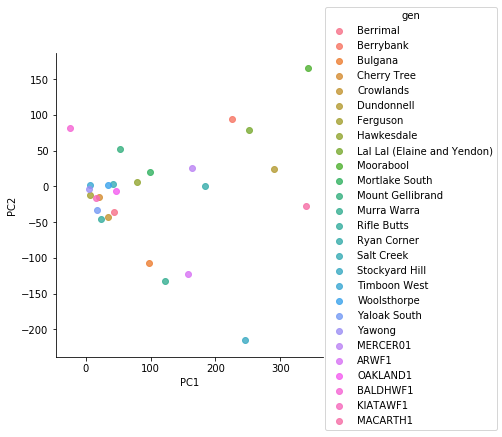 gen
Berrimal
Berrybank
Bulgana
Cherry Tree
Crowlands
Dundonnell
Ferguson
Hawkesdale
Lal Lal (Elaine and Yendon)
Moorabool
Mortlake South
Mount Gellibrand
Murra Warra
Rifle Butts
Ryan Corner
Salt Creek
Stockyard Hill
Timboon West
Woolsthorpe
Yaloak South
Yawong
MERCER01
ARWF1
OAKLAND1
BALDHWF1
KIATAWF1
MACARTH1
PC2
150
100
50
0
−50
−100
−150
−200
0 100 200 300
PC1